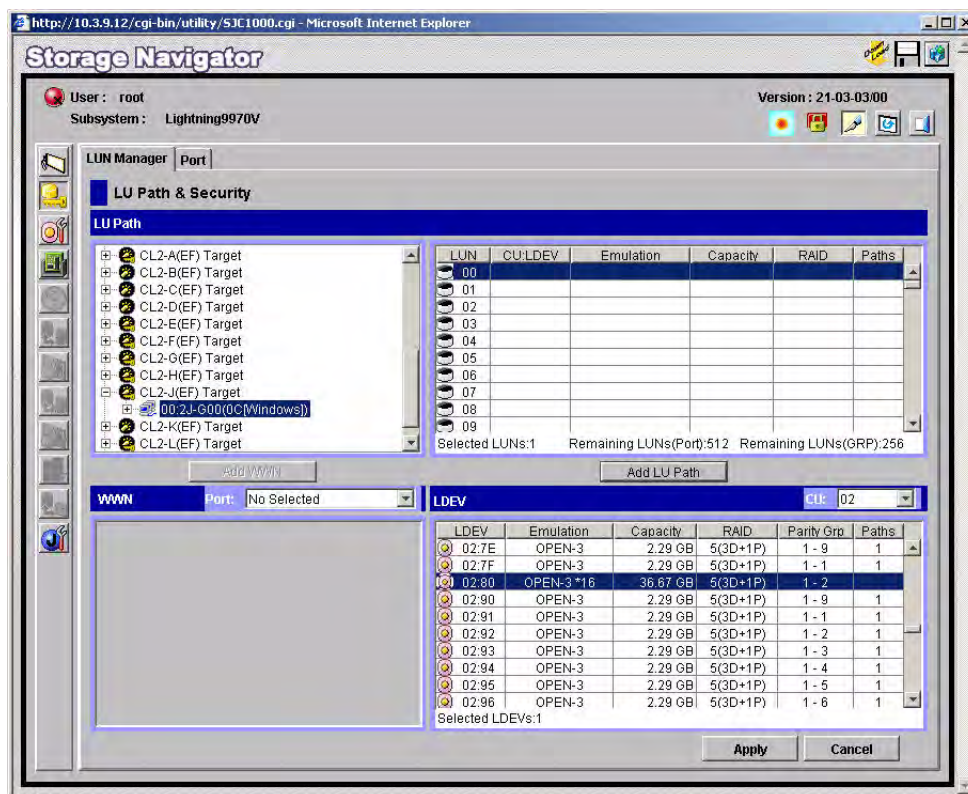 http://10.3.9.12/cgi-bin/utility/SJC1000.cgi - Microsoft Internet Explorer
Storage Navigator
User : root
Version : 21-03-03/00
Subsystem : Lightning9970V
LUN Manager Port
LU Path & Security
LU Path
CL2-A(EF) Target
CL2-B(EF) Target
CL2-C(EF) Target
CL2-D(EF) Target
CL2-E(EF) Target
CL2-F(EF) Target
CL2-G(EF) Target
CL2-H(EF) Target
CL2-J(EF) Target
00:2J-G00(0C[Windows])
CL2-K(EF) Target
CL2-L(EF) Target
LUN CU:LDEV Emulation Capacity RAID Paths
00
01
02
03
04
05
06
07
08
09
Selected LUNs:1 Remaining LUNs(Port):512 Remaining LUNs(GRP):256
Add WWN
Add LU Path
WWN Port: No Selected
LDEV CU: 02
LDEV Emulation Capacity RAID Parity Grp Paths
02:7E OPEN-3 2.29 GB 5(3D+1P) 1 - 9 1
02:7F OPEN-3 2.29 GB 5(3D+1P) 1 - 1 1
02:80 OPEN-3*16 36.67 GB 5(3D+1P) 1 - 2
02:90 OPEN-3 2.29 GB 5(3D+1P) 1 - 9 1
02:91 OPEN-3 2.29 GB 5(3D+1P) 1 - 1 1
02:92 OPEN-3 2.29 GB 5(3D+1P) 1 - 2 1
02:93 OPEN-3 2.29 GB 5(3D+1P) 1 - 3 1
02:94 OPEN-3 2.29 GB 5(3D+1P) 1 - 4 1
02:95 OPEN-3 2.29 GB 5(3D+1P) 1 - 5 1
02:96 OPEN-3 2.29 GB 5(3D+1P) 1 - 6 1
Selected LDEVs:1
Apply Cancel